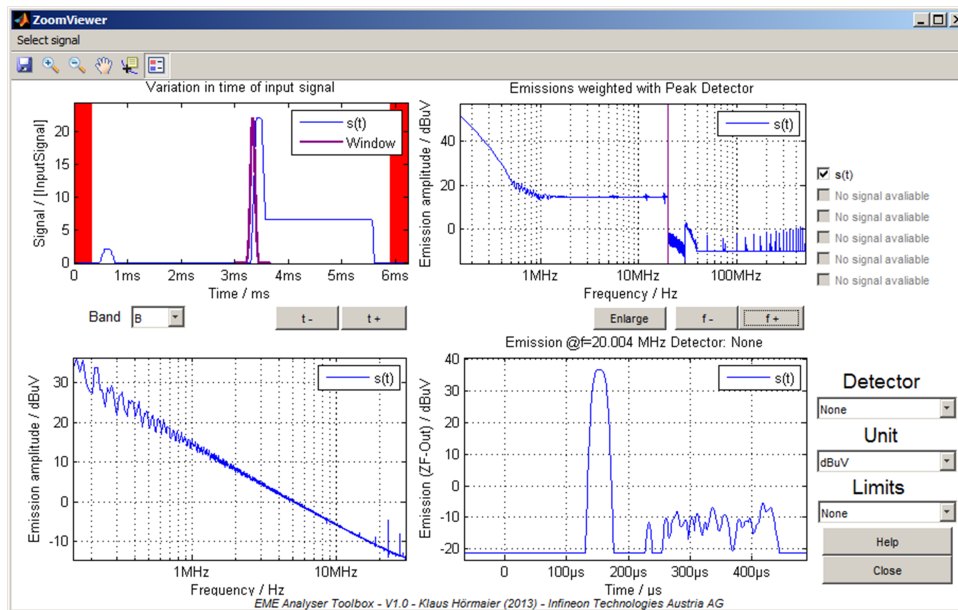 ZoomViewer
Select signal
Variation in time of input signal
Signal / [InputSignal]
20
15
10
5
0
s(t)
Window
0
1ms
2ms
3ms
4ms
5ms
6ms
Time / ms
Emissions weighted with Peak Detector
Emission amplitude / dBuV
40
20
0
s(t)
1MHz
10MHz
100MHz
Frequency / Hz
s(t)
No signal avaliable
No signal avaliable
No signal avaliable
No signal avaliable
No signal avaliable
Band
B
t -
t +
Enlarge
f -
f +
Emission amplitude / dBuV
30
20
10
0
-10
s(t)
1MHz
10MHz
Frequency / Hz
Emission @f=20.004 MHz Detector: None
Emission (ZF-Out) / dBuV
40
30
20
10
0
-10
-20
s(t)
0
100µs
200µs
300µs
400µs
Time / µs
Detector
None
Unit
dBuV
Limits
None
Help
Close
EME Analyser Toolbox - V1.0 - Klaus Hörmaier (2013) - Infineon Technologies Austria AG